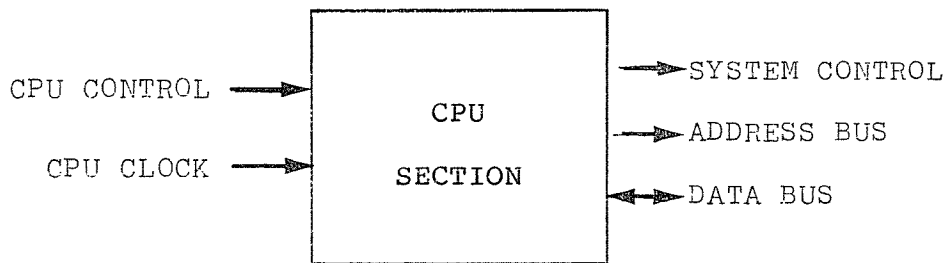 CPU CONTROL
CPU CLOCK
CPU
SECTION
SYSTEM CONTROL
ADDRESS BUS
DATA BUS